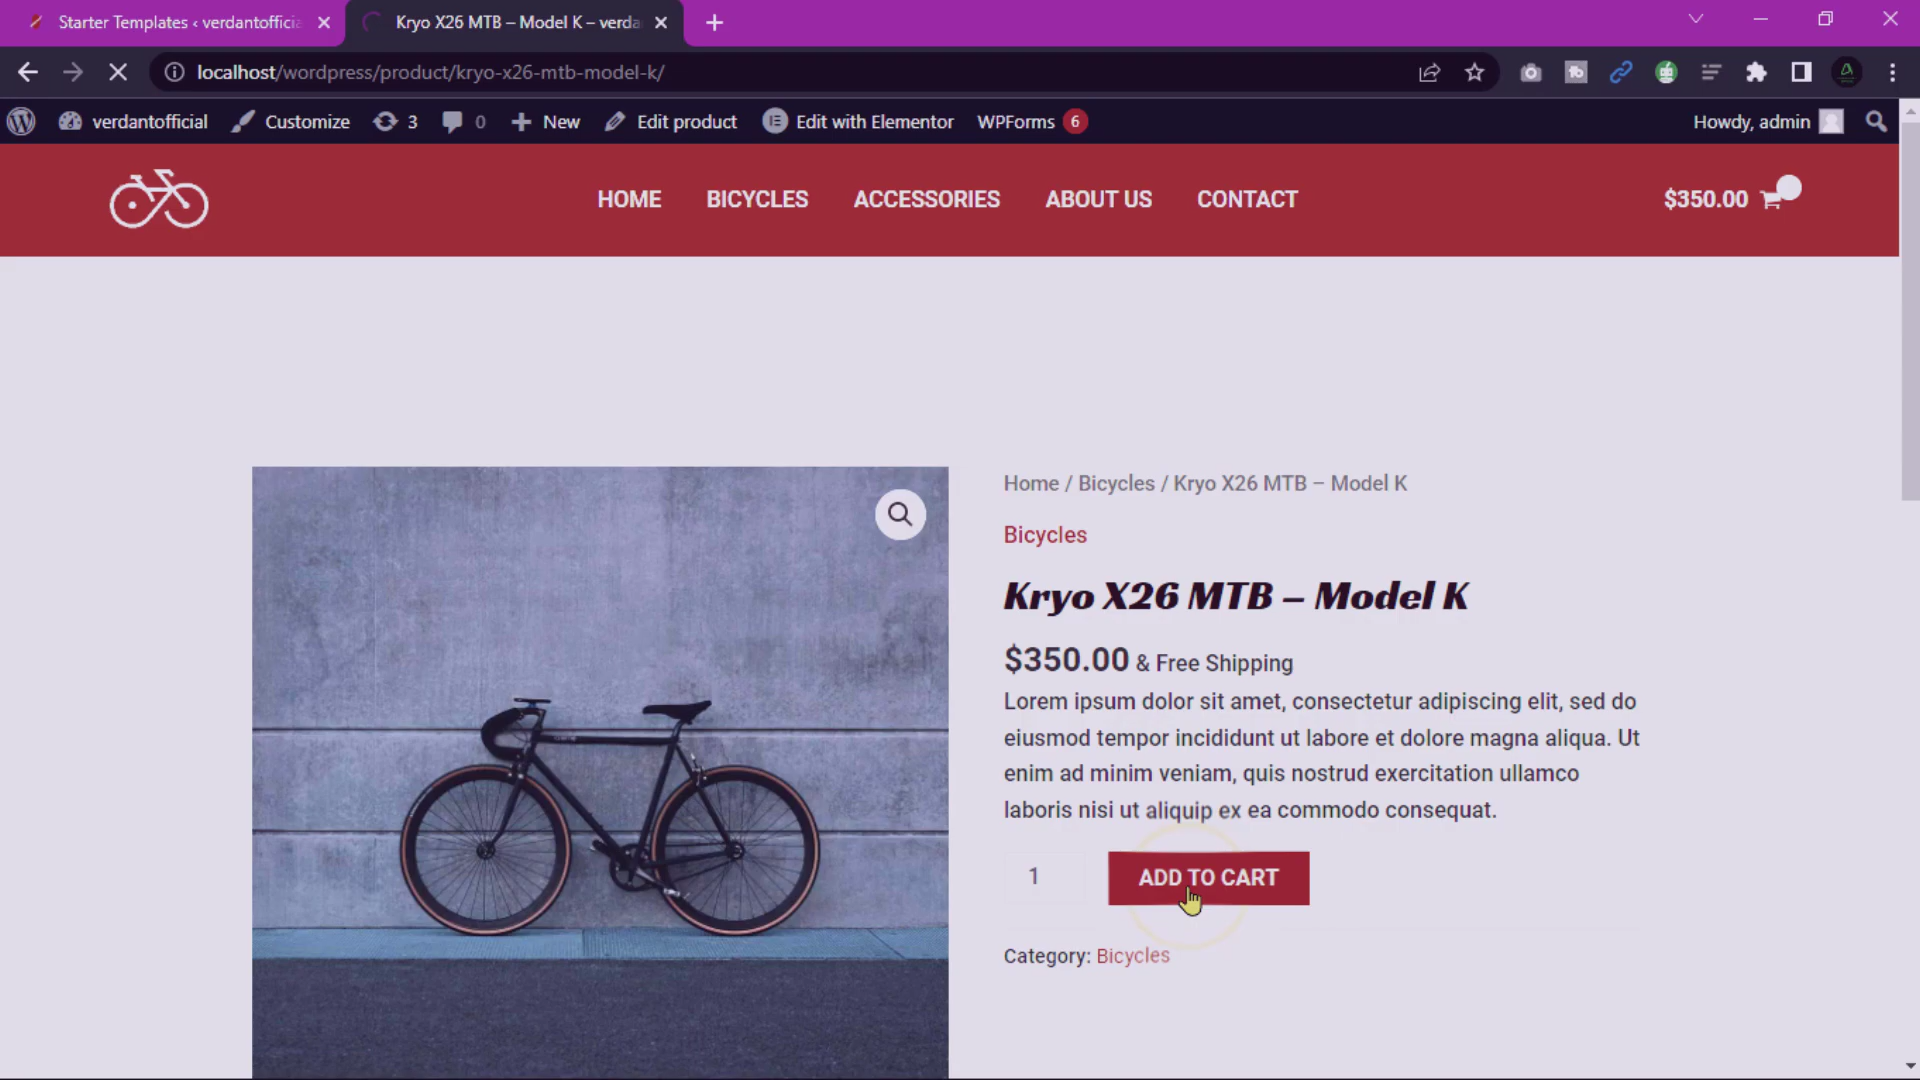 Starter Templates ‹ verdantofficia
Kryo X26 MTB – Model K – verda
localhost/wordpress/product/kryo-x26-mtb-model-k/
verdantofficial
Customize
3
0
New
Edit product
Edit with Elementor
WPForms 6
Howdy, admin
HOME
BICYCLES
ACCESSORIES
ABOUT US
CONTACT
$350.00
Home / Bicycles / Kryo X26 MTB – Model K
Bicycles
Kryo X26 MTB – Model K
$350.00 & Free Shipping
Lorem ipsum dolor sit amet, consectetur adipiscing elit, sed do
eiusmod tempor incididunt ut labore et dolore magna aliqua. Ut
enim ad minim veniam, quis nostrud exercitation ullamco
laboris nisi ut aliquip ex ea commodo consequat.
1
ADD TO CART
Category: Bicycles